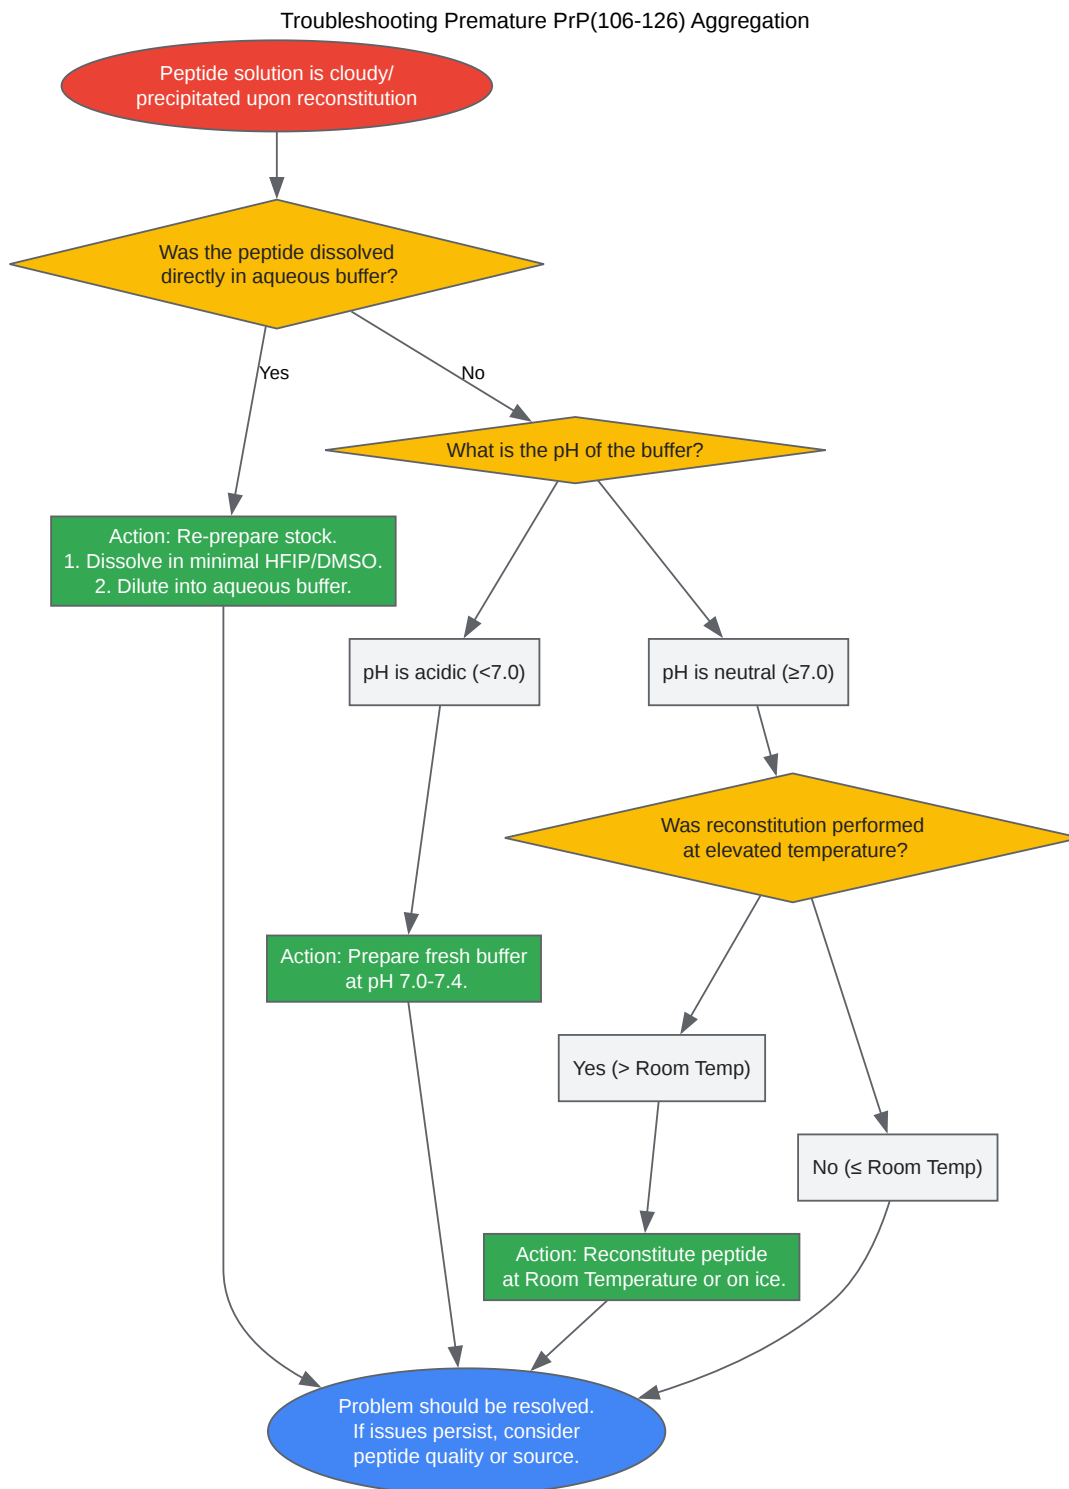 Troubleshooting Premature PrP(106-126) Aggregation
Peptide solution is cloudy/
precipitated upon reconstitution
Was the peptide dissolved
directly in aqueous buffer?
Yes
No
What is the pH of the buffer?
Action: Re-prepare stock.
1. Dissolve in minimal HFIP/DMSO.
2. Dilute into aqueous buffer.
pH is acidic (<7.0)
pH is neutral (≥7.0)
Was reconstitution performed
at elevated temperature?
Action: Prepare fresh buffer
at pH 7.0-7.4.
Yes (> Room Temp)
No (≤ Room Temp)
Action: Reconstitute peptide
at Room Temperature or on ice.
Problem should be resolved.
If issues persist, consider
peptide quality or source.